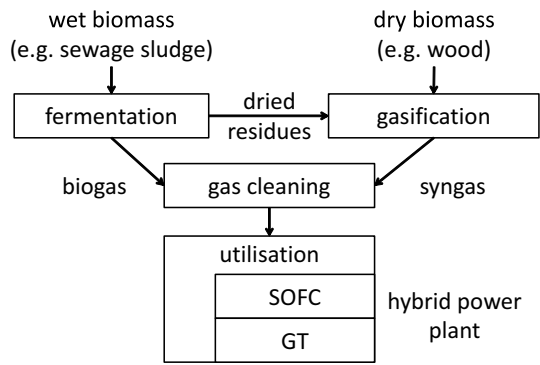 wet biomass
(e.g. sewage sludge)
dry biomass
(e.g. wood)
fermentation
dried
residues
gasification
biogas
gas cleaning
syngas
utilisation
SOFC
GT
hybrid power
plant